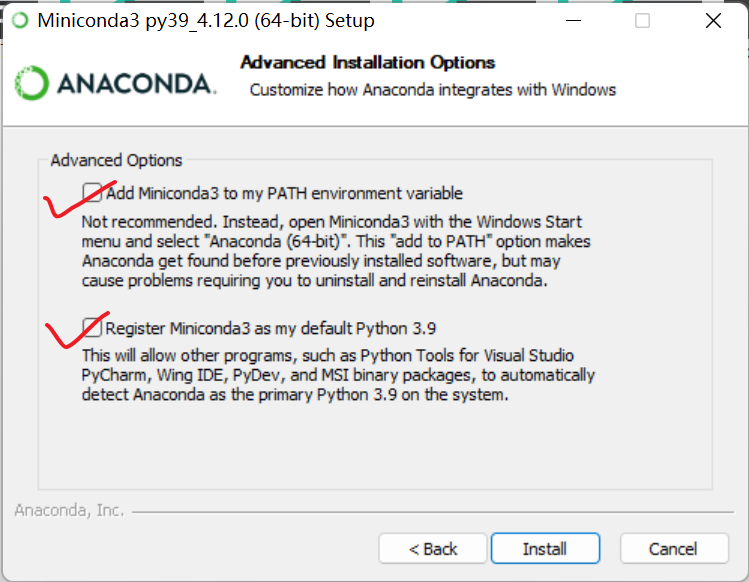 Miniconda3 py39_4.12.0 (64-bit) Setup
ANACONDA.
Advanced Installation Options
Customize how Anaconda integrates with Windows
Advanced Options
Add Miniconda3 to my PATH environment variable
Not recommended. Instead, open Miniconda3 with the Windows Start
menu and select "Anaconda (64-bit)". This "add to PATH" option makes
Anaconda get found before previously installed software, but may
cause problems requiring you to uninstall and reinstall Anaconda.
Register Miniconda3 as my default Python 3.9
This will allow other programs, such as Python Tools for Visual Studio
PyCharm, Wing IDE, PyDev, and MSI binary packages, to automatically
detect Anaconda as the primary Python 3.9 on the system.
Anaconda, Inc.
< Back
Install
Cancel